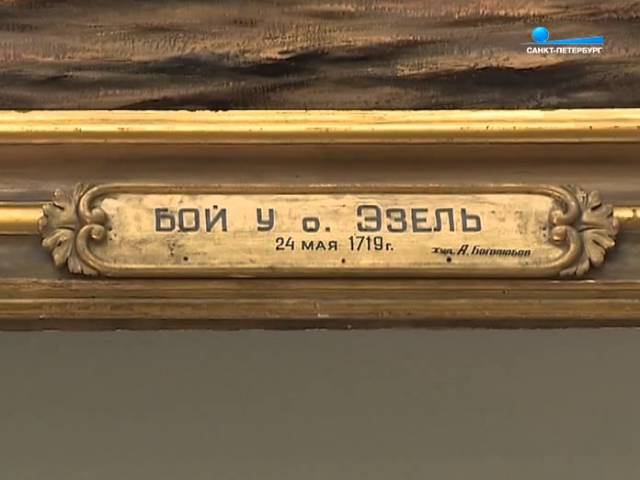 САНКТ-ПЕТЕРБУРГ
БОЙ У о. ЭЗЕЛЬ
24 МАЯ 1719 г.
худ. А. Боголюбов